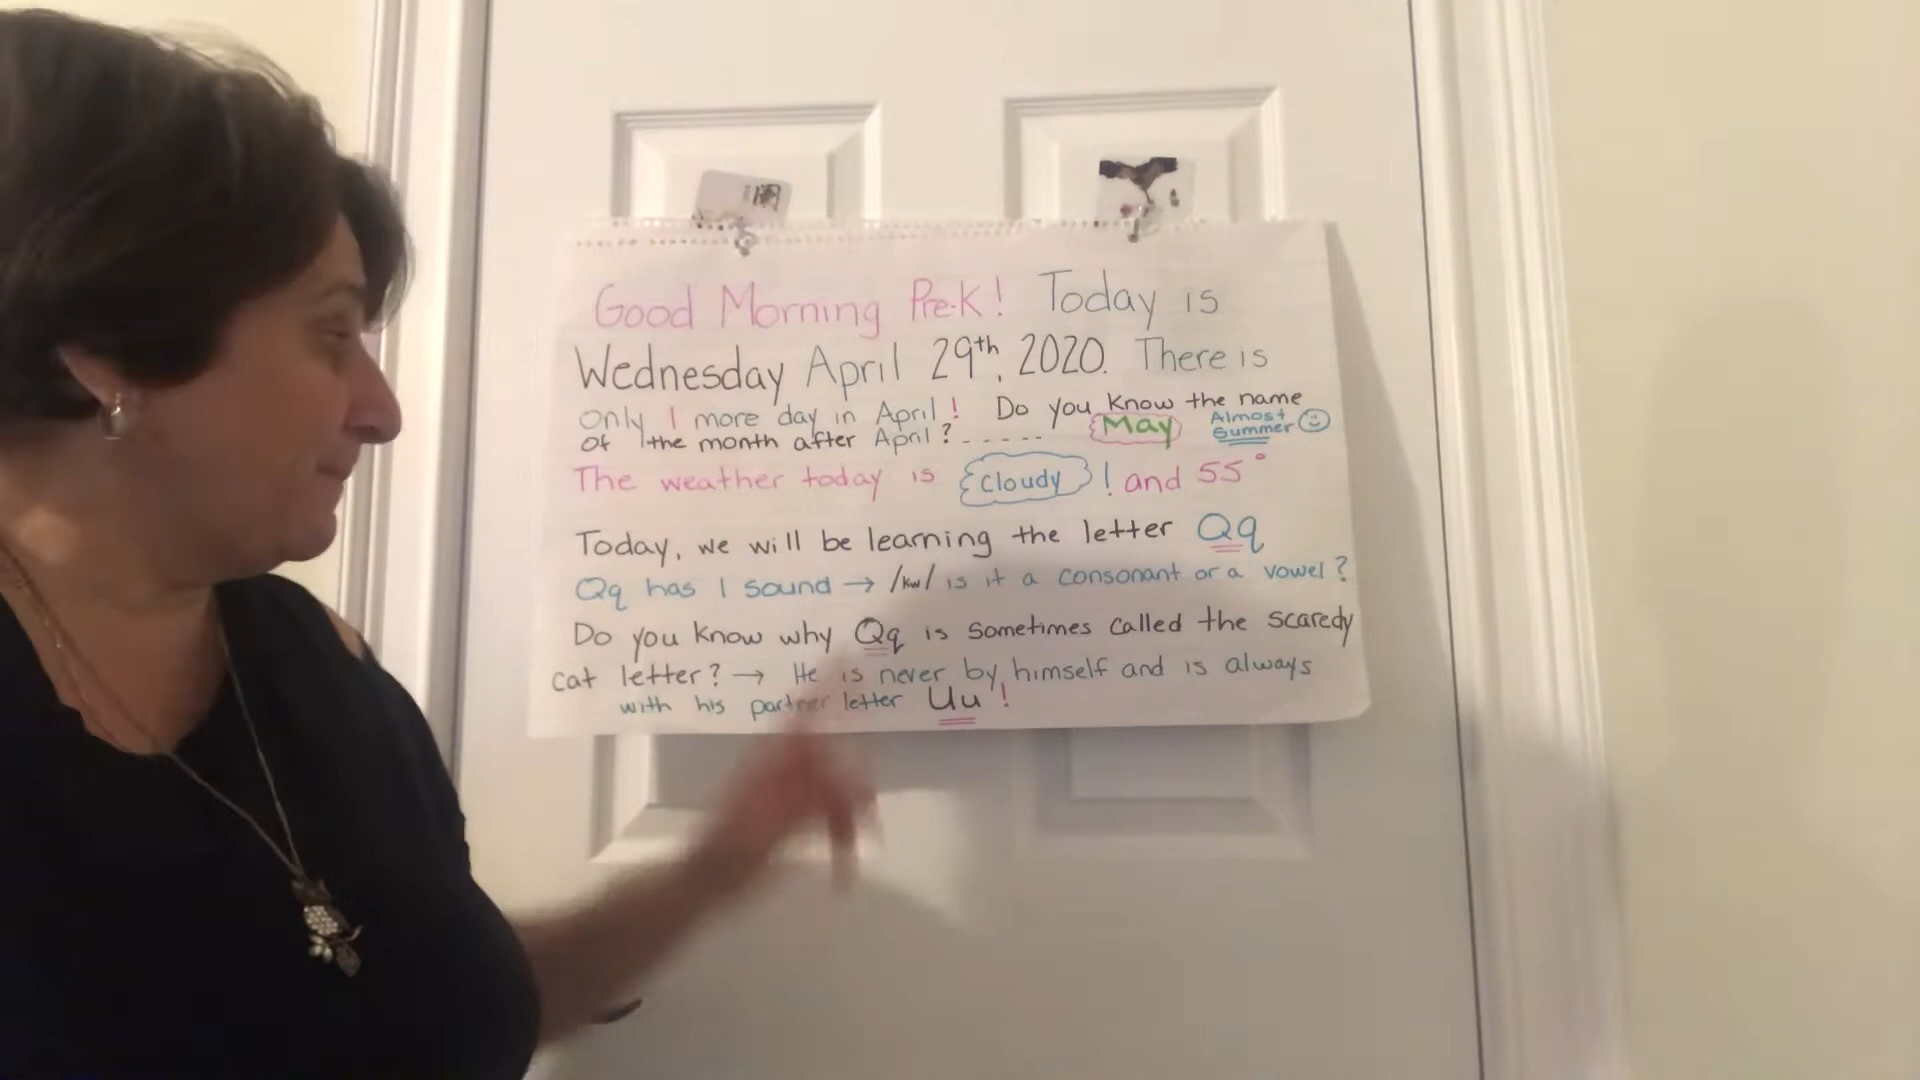 Good Morning Pre-K! Today is
Wednesday April 29th, 2020. There is
only 1 more day in April! Do you know the name
of the month after April? - - - - - May Almost
Summer
The weather today is cloudy! and 55°
Today, we will be learning the letter Qq
Qq has 1 sound → /kw/ is it a consonant or a vowel?
Do you know why Qq is sometimes called the scaredy
cat letter? → He is never by himself and is always
with his partner letter Uu!